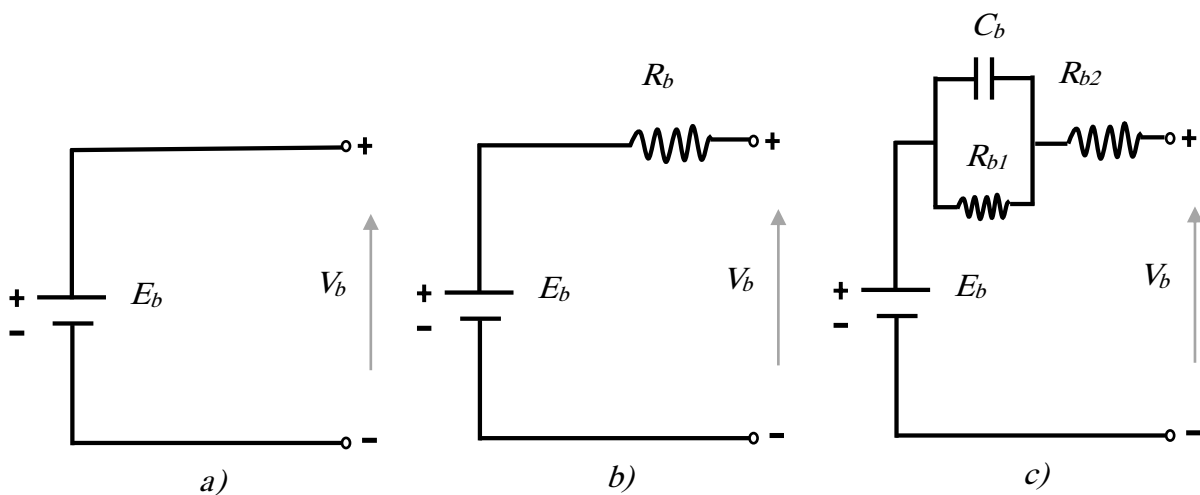 +
E_b
V_b
+
−
−
a)
R_b
+
E_b
V_b
+
−
−
b)
C_b
R_b2
R_b1
+
E_b
V_b
+
−
−
c)